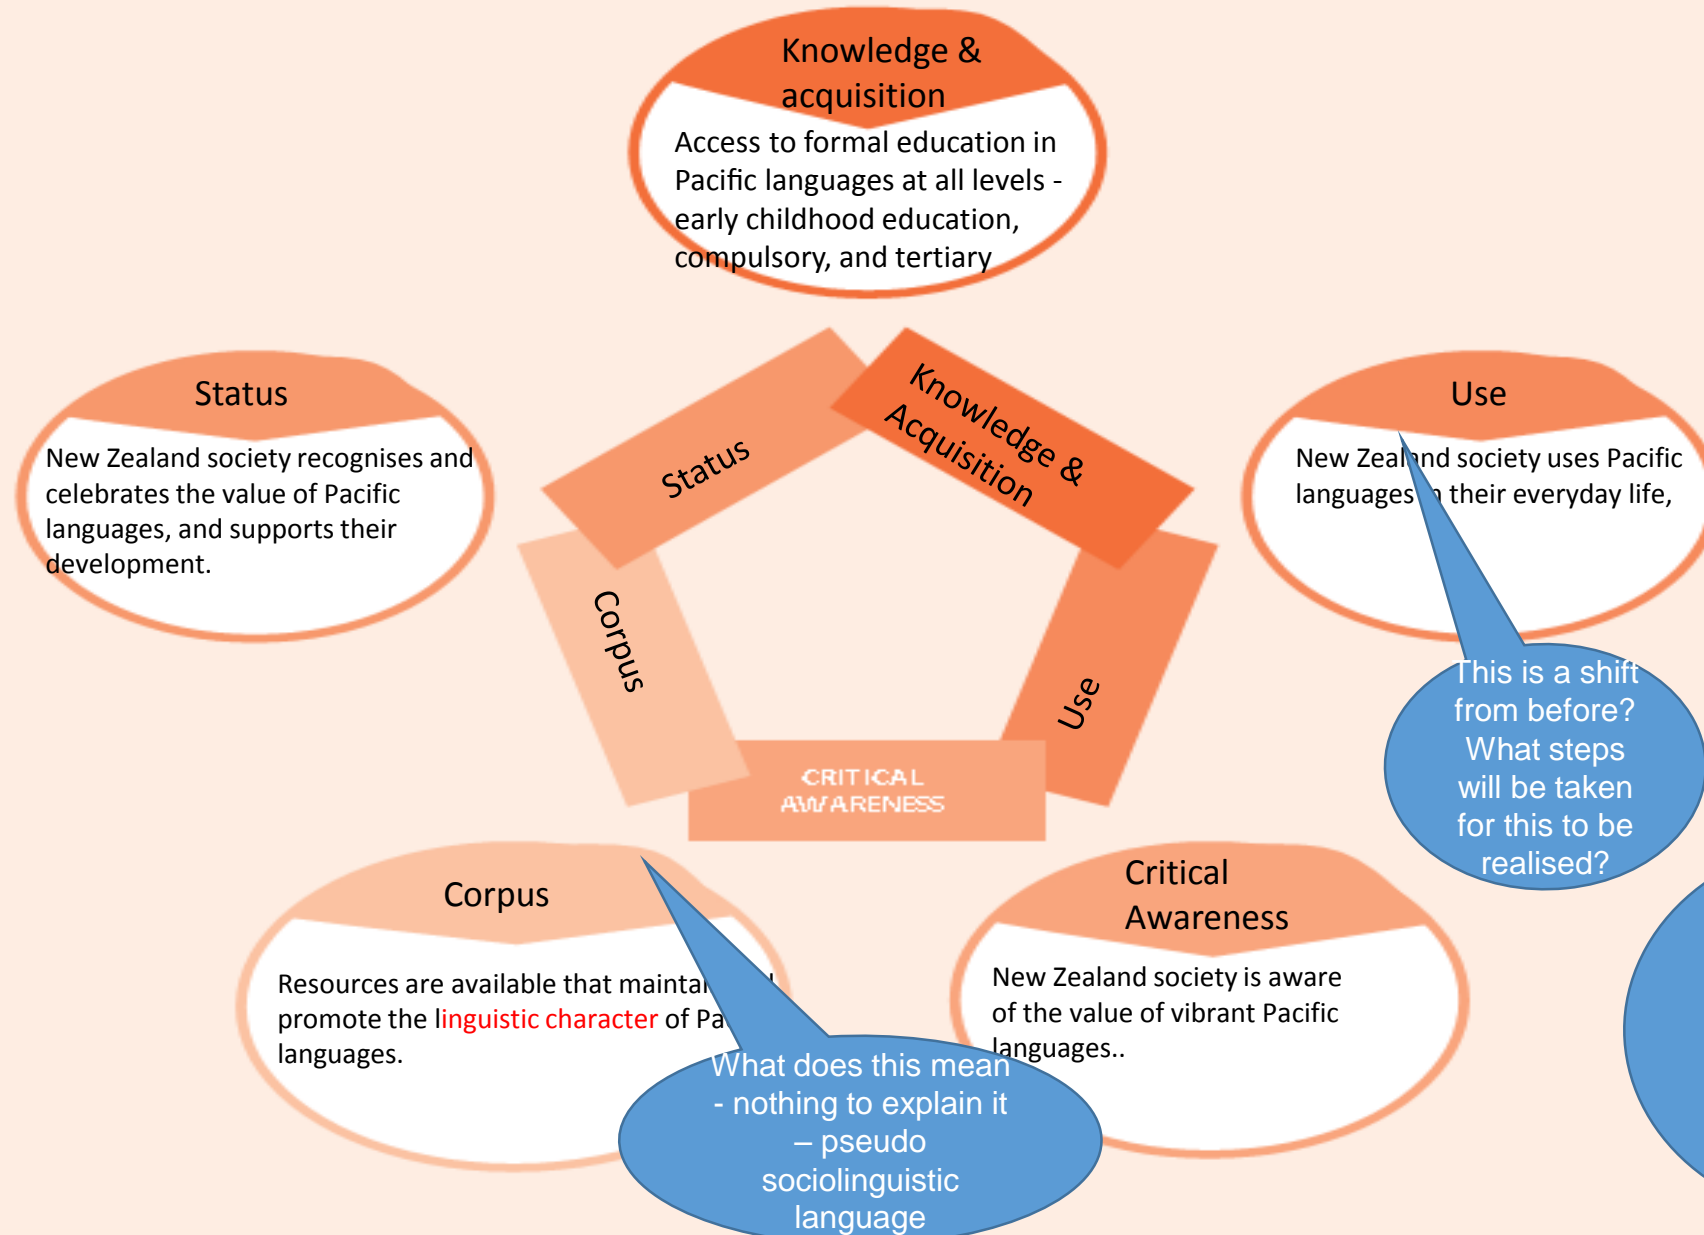 Knowledge &
acquisition
Access to formal education in
Pacific languages at all levels -
early childhood education,
compulsory, and tertiary
Status
New Zealand society recognises and
celebrates the value of Pacific
languages, and supports their
development.
Status
Knowledge &
Acquisition
Use
New Zealand society uses Pacific
languages their everyday life,
Corpus
Use
This is a shift
from before?
What steps
will be taken
for this to be
realised?
CRITICAL
AWARENESS
Corpus
Resources are available that
promote the linguistic character of
languages.
Critical
Awareness
New Zealand society is aware
of the value of vibrant Pacific
languages..
What does this mean
- nothing to explain it
– pseudo
sociolinguistic
language